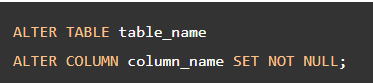 ALTER TABLE table_name
ALTER COLUMN column_name SET NOT NULL;